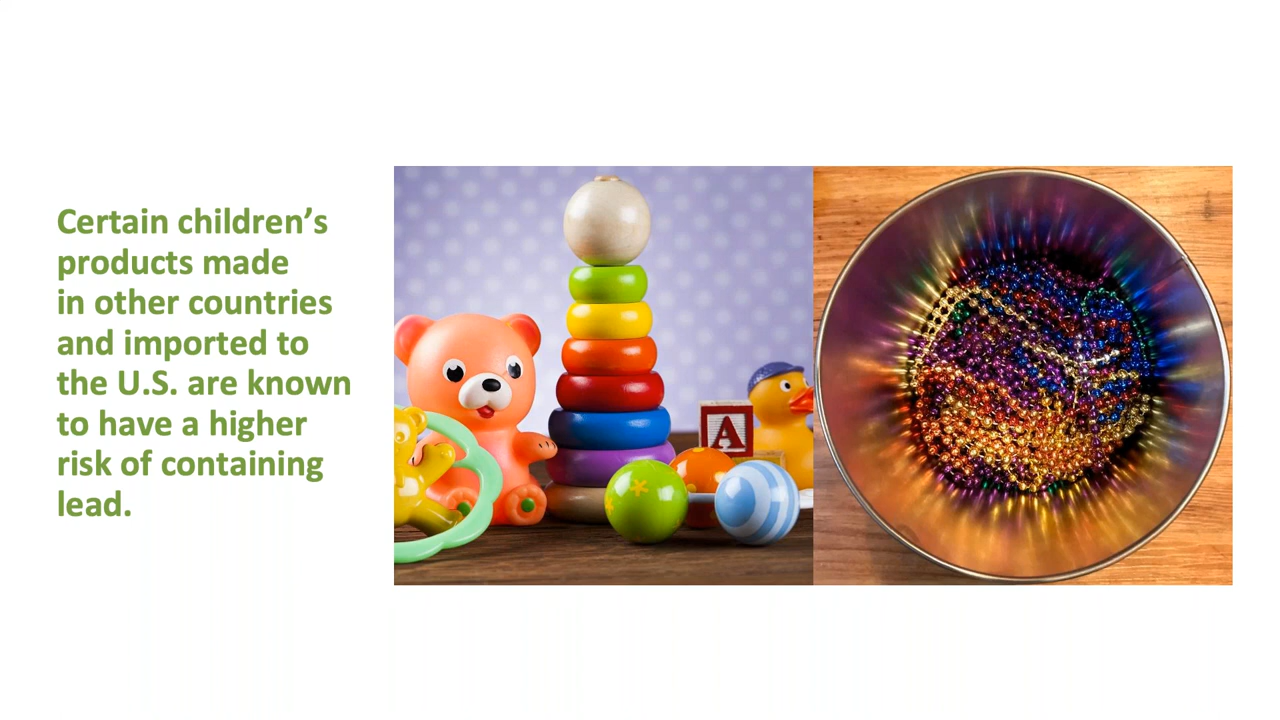 Certain children’s
products made
in other countries
and imported to
the U.S. are known
to have a higher
risk of containing
lead.
A